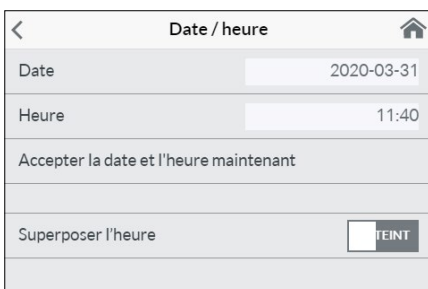 Date / heure
Date 2020-03-31
Heure 11:40
Accepter la date et l'heure maintenant
Superposer l'heure TEINT